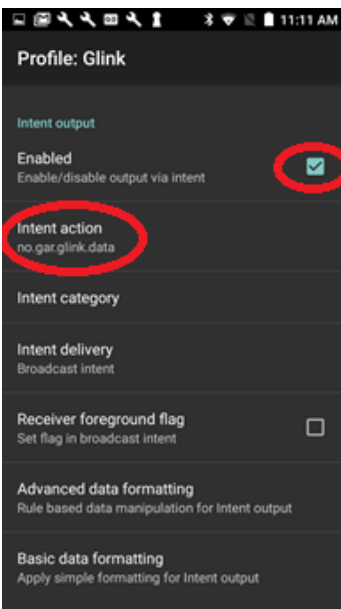 11:11 AM
Profile: Glink
Intent output
Enabled
Enable/disable output via intent
Intent action
no.gar.glink.data
Intent category
Intent delivery
Broadcast intent
Receiver foreground flag
Set flag in broadcast intent
Advanced data formatting
Rule based data manipulation for Intent output
Basic data formatting
Apply simple formatting for Intent output